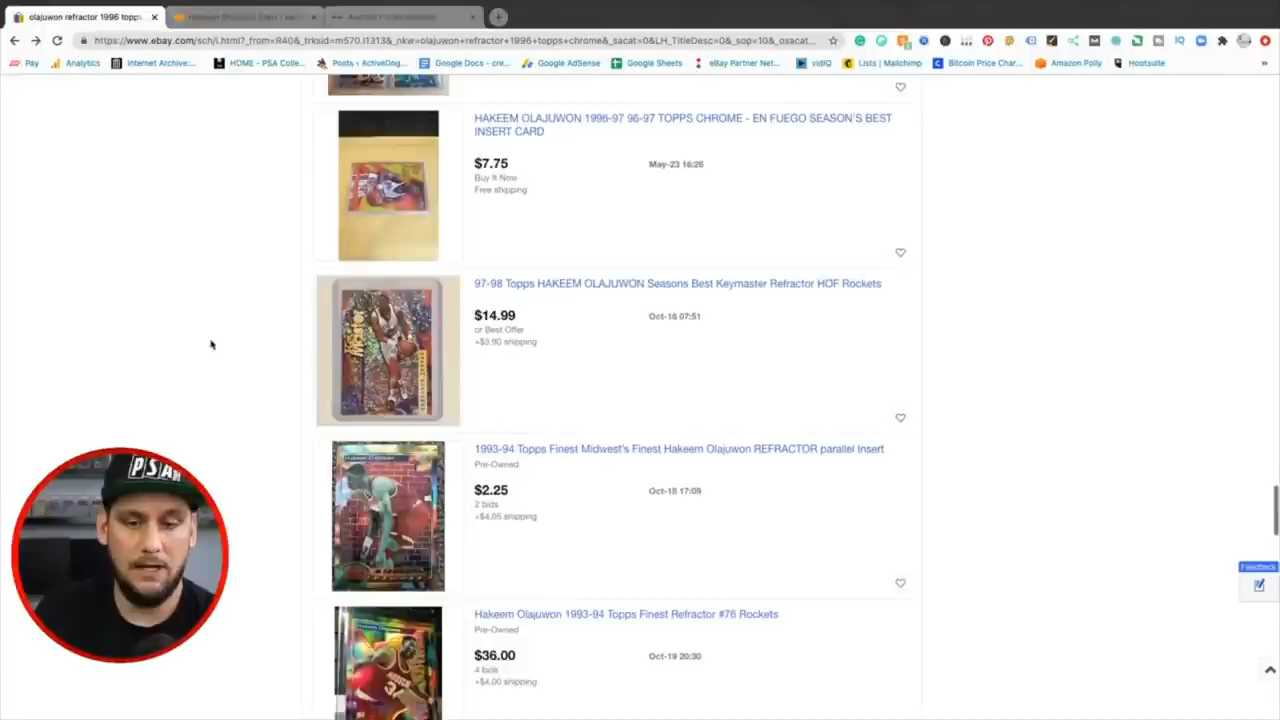 olajuwon refractor 1996 topps
https://www.ebay.com/sch/i.html?_from=R40&_trksid=m570.l1313&_nkw=olajuwon+refractor+1996+topps+chrome&_sacat=0&LH_TitleDesc=0&_sop=10&_osacat...
Pay
Analytics
Internet Archive:...
HOME - PSA Colle...
Posts ‹ ActiveDog...
Google Docs - cre...
Google AdSense
Google Sheets
eBay Partner Net...
vidIQ
Lists | Mailchimp
Bitcoin Price Char...
Amazon Polly
Hootsuite
»
HAKEEM OLAJUWON 1996-97 96-97 TOPPS CHROME - EN FUEGO SEASON'S BEST
INSERT CARD
$7.75
May-23 16:26
Buy It Now
Free shipping
97-98 Topps HAKEEM OLAJUWON Seasons Best Keymaster Refractor HOF Rockets
$14.99
Oct-16 07:51
or Best Offer
+$3.90 shipping
1993-94 Topps Finest Midwest's Finest Hakeem Olajuwon REFRACTOR parallel Insert
Pre-Owned
$2.25
Oct-18 17:09
2 bids
+$4.05 shipping
Hakeem Olajuwon 1993-94 Topps Finest Refractor #76 Rockets
Pre-Owned
$36.00
Oct-19 20:30
4 bids
+$4.00 shipping
Feedback
PSA